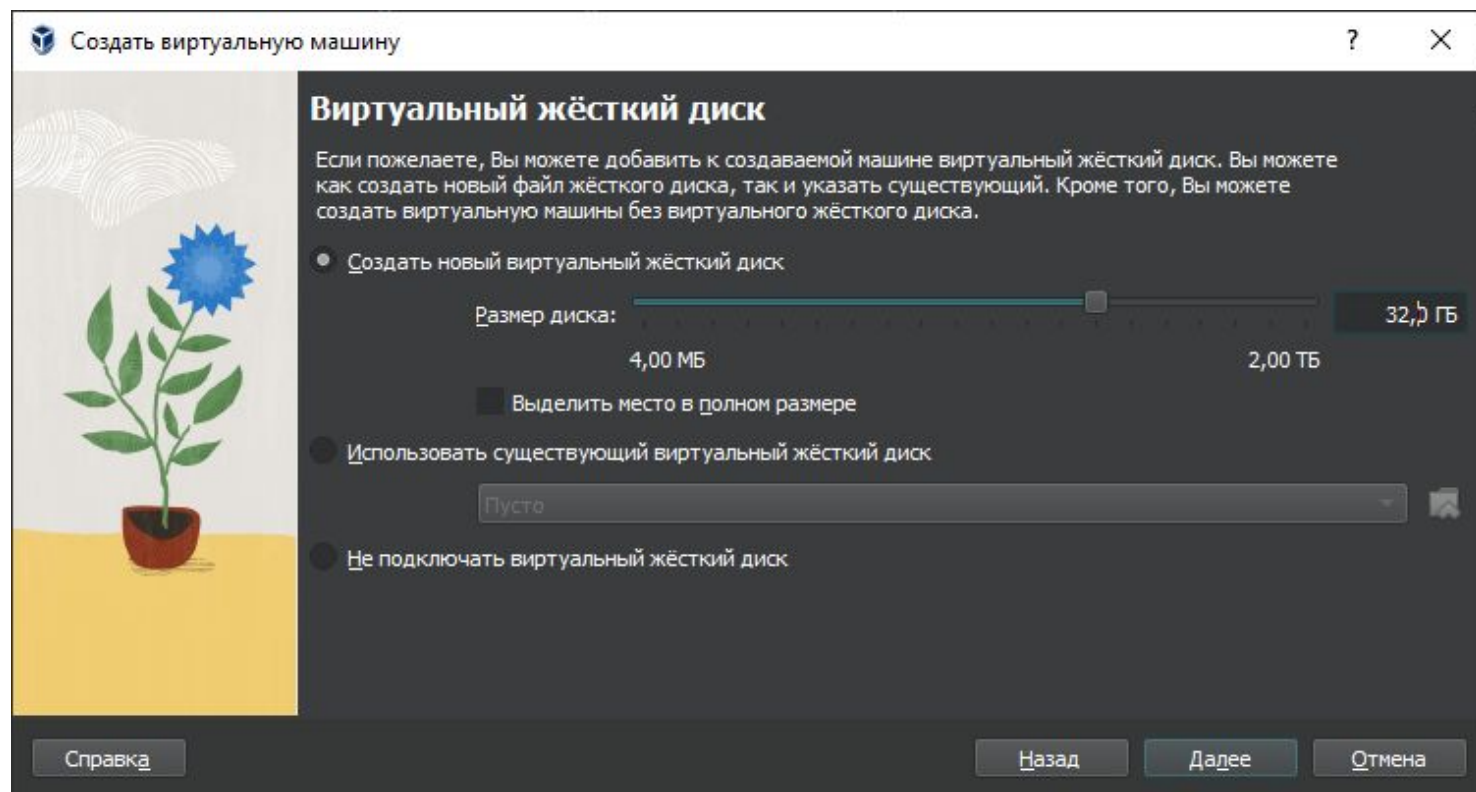 Создать виртуальную машину
?
Виртуальный жёсткий диск
Если пожелаете, Вы можете добавить к создаваемой машине виртуальный жёсткий диск. Вы можете
как создать новый файл жёсткого диска, так и указать существующий. Кроме того, Вы можете
создать виртуальную машины без виртуального жёсткого диска.
Создать новый виртуальный жёсткий диск
Размер диска:
32,0 ГБ
4,00 МБ
2,00 ТБ
Выделить место в полном размере
Использовать существующий виртуальный жёсткий диск
Пусто
Не подключать виртуальный жёсткий диск
Справка
Назад
Далее
Отмена